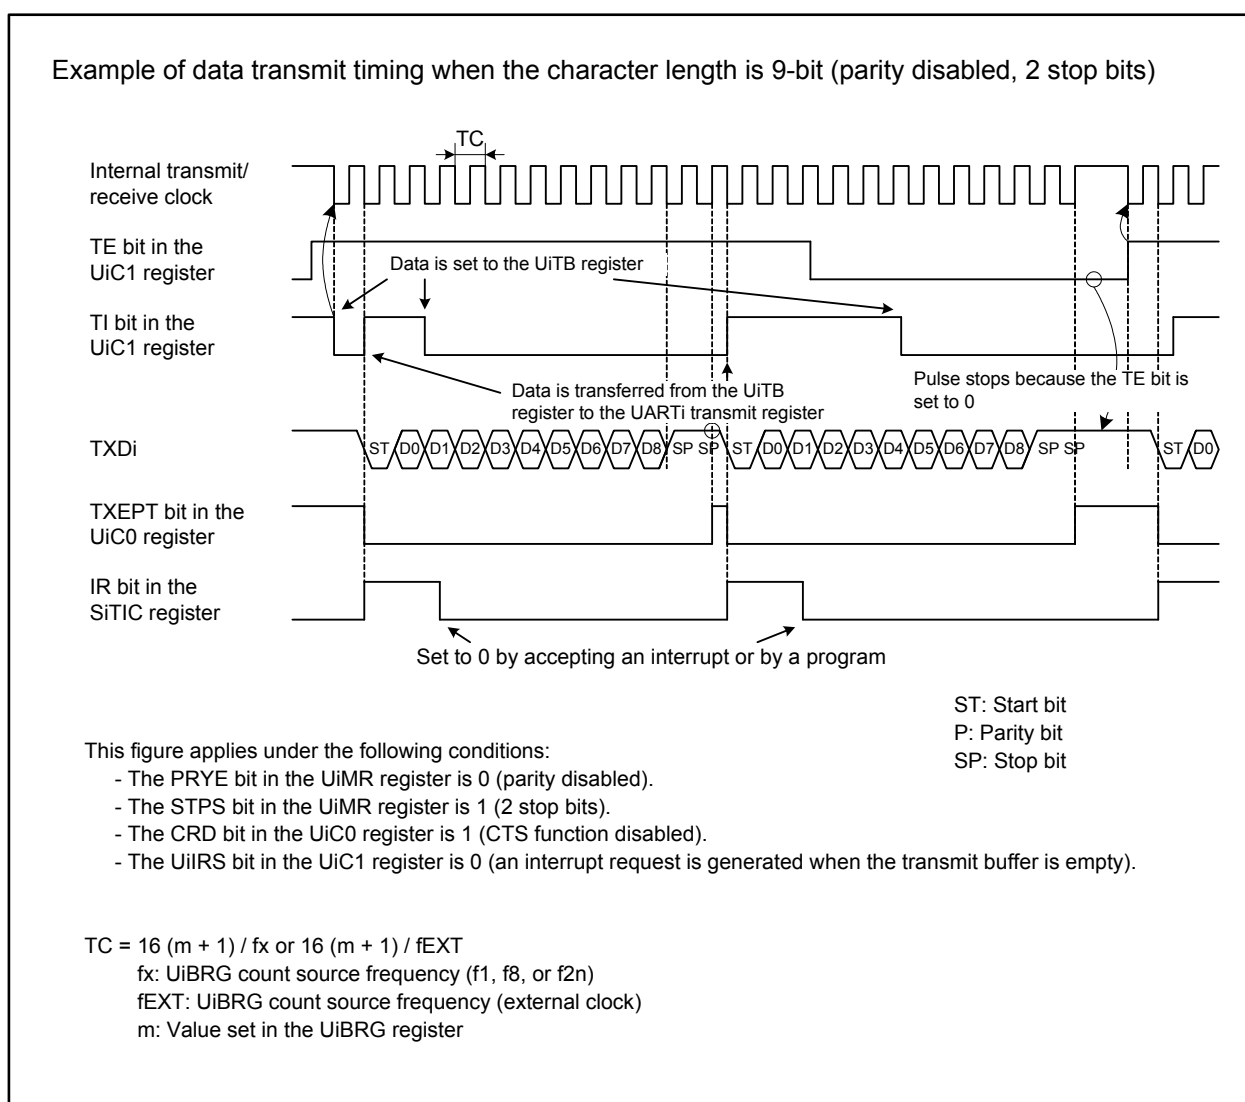 Example of data transmit timing when the character length is 9-bit (parity disabled, 2 stop bits)
TC
Internal transmit/
receive clock
TE bit in the
UiC1 register
Data is set to the UiTB register
TI bit in the
UiC1 register
Data is transferred from the UiTB
register to the UARTi transmit register
Pulse stops because the TE bit is
set to 0
TXDi
ST D0 D1 D2 D3 D4 D5 D6 D7 D8 SP SP ST D0 D1 D2 D3 D4 D5 D6 D7 D8 SP SP ST D0
TXEPT bit in the
UiC0 register
IR bit in the
SiTIC register
Set to 0 by accepting an interrupt or by a program
ST: Start bit
P: Parity bit
SP: Stop bit
This figure applies under the following conditions:
- The PRYE bit in the UiMR register is 0 (parity disabled).
- The STPS bit in the UiMR register is 1 (2 stop bits).
- The CRD bit in the UiC0 register is 1 (CTS function disabled).
- The UiIRS bit in the UiC1 register is 0 (an interrupt request is generated when the transmit buffer is empty).
TC = 16 (m + 1) / fx or 16 (m + 1) / fEXT
fx: UiBRG count source frequency (f1, f8, or f2n)
fEXT: UiBRG count source frequency (external clock)
m: Value set in the UiBRG register